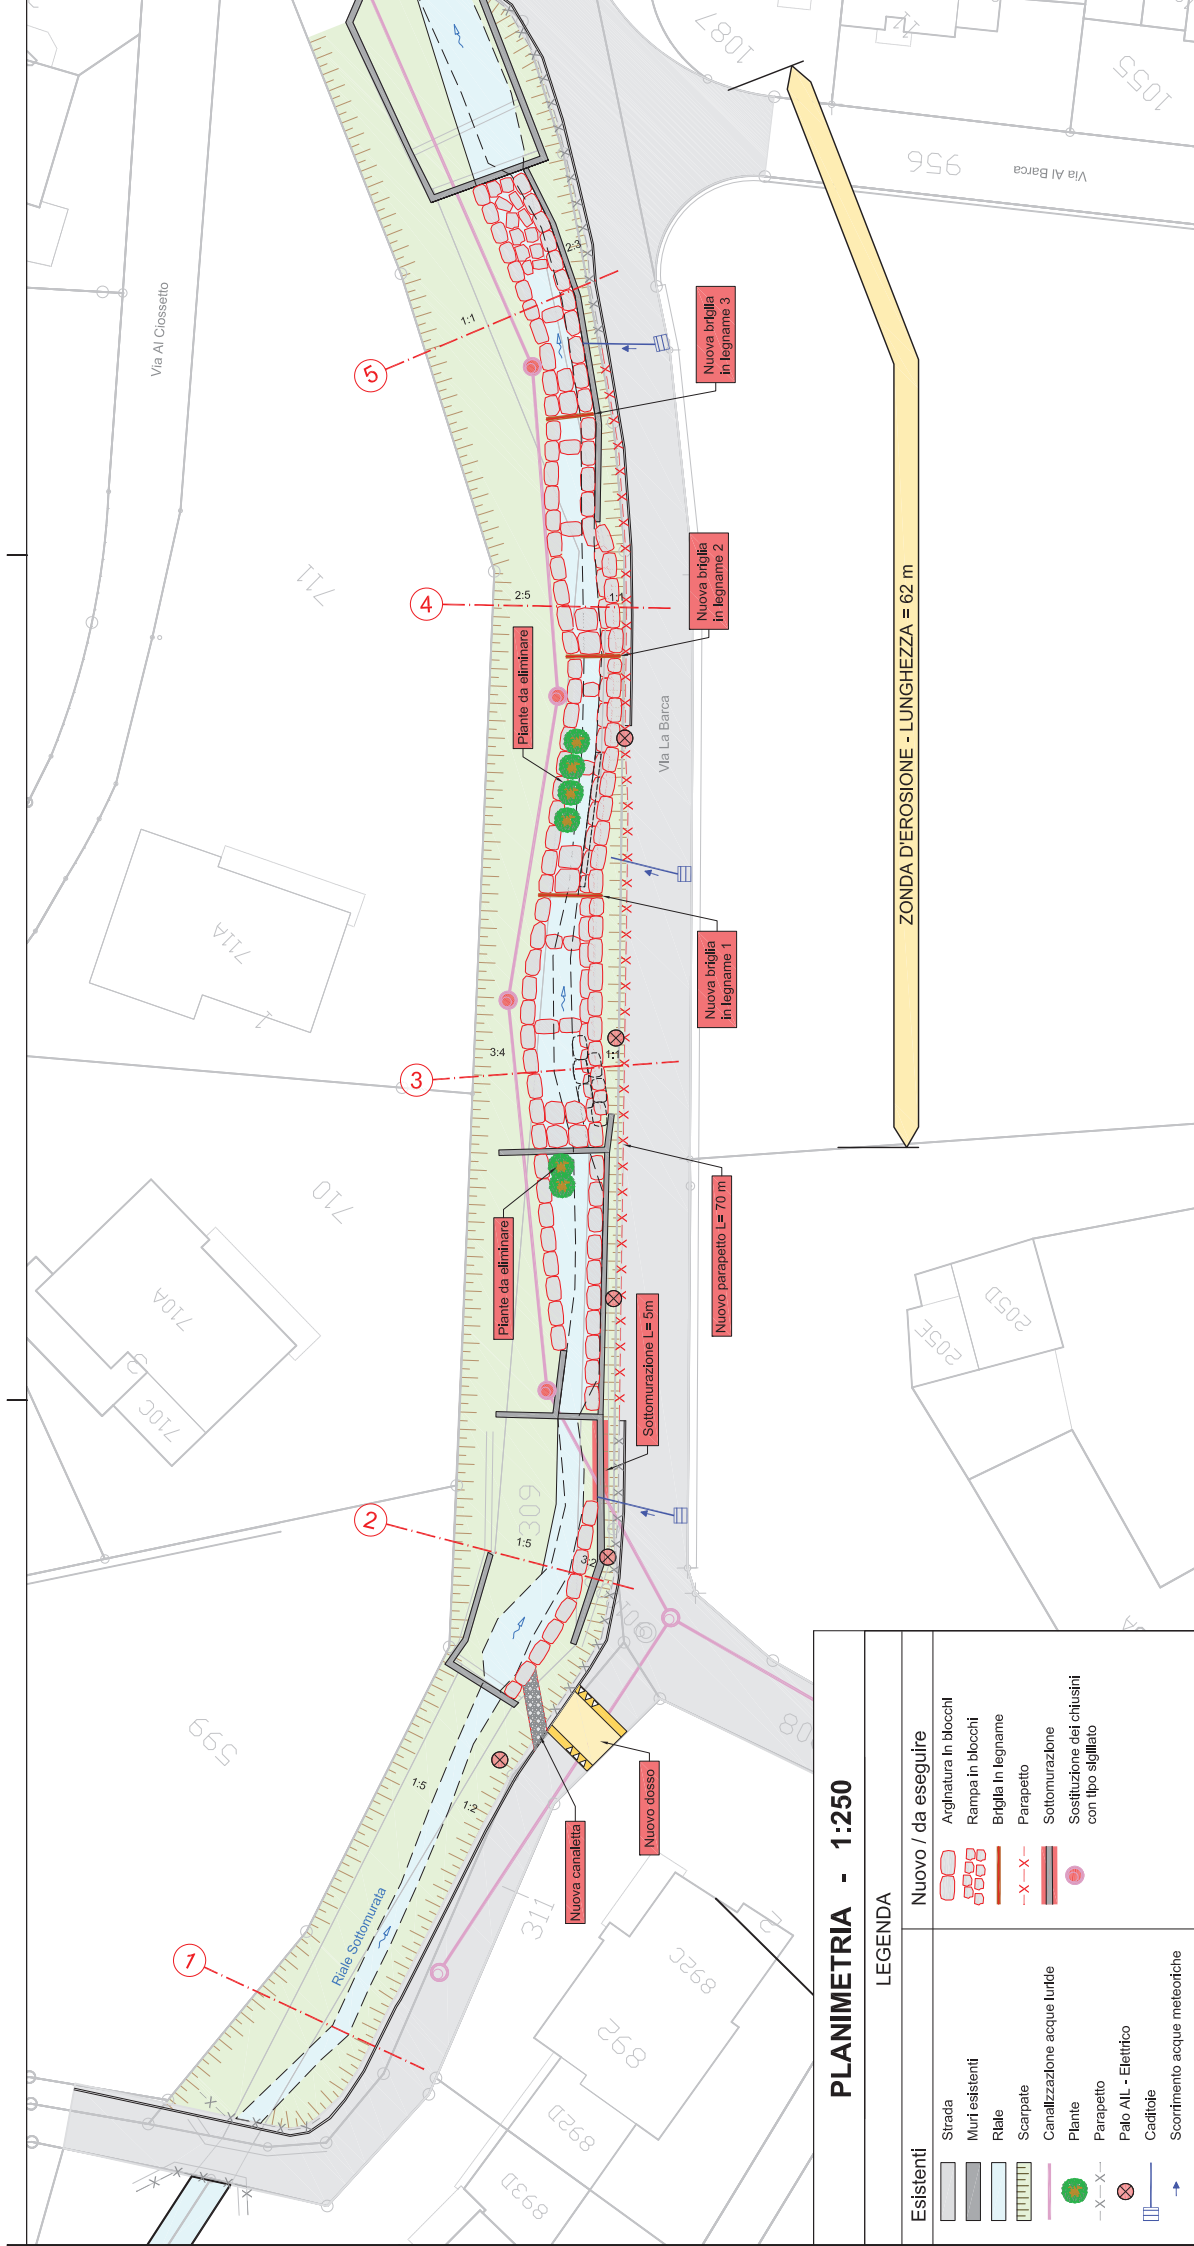 Via Al Ciossetto
711
711A
7
710
710A
9
710C
599
Riale Sottomurata
1
1:5
1:2
2
1:5
3:2
309
3
3:4
1:1
4
2:5
1:1
5
1:1
2:3
Piante da eliminare
Piante da eliminare
Nuova briglia
in legname 1
Nuova briglia
in legname 2
Nuova briglia
in legname 3
Nuovo parapetto L= 70 m
Sottomurazione L= 5m
Nuova canaletta
Nuovo dosso
Via La Barca
Via Al Barca
956
1087
11
1055
205E
205D
311
892
892C
892D
893D
2
ZONDA D'EROSIONE - LUNGHEZZA = 62 m
PLANIMETRIA - 1:250
LEGENDA
Esistenti
Strada
Muri esistenti
Riale
Scarpate
Canalizzazione acque luride
Piante
Parapetto
Palo AIL - Elettrico
Caditoie
Scorrimento acque meteoriche
Nuovo / da eseguire
Arginatura in blocchi
Rampa in blocchi
Briglia in legname
Parapetto
Sottomurazione
Sostituzione dei chiusini
con tipo sigillato